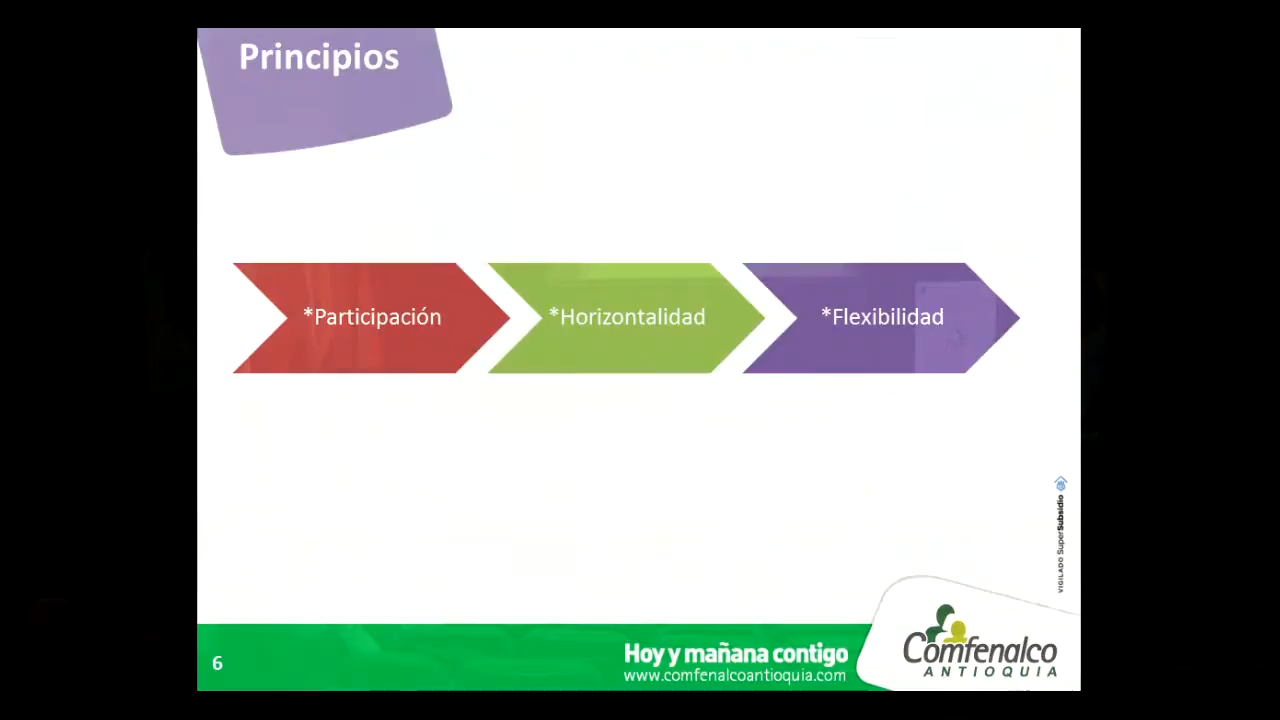 Principios
*Participación
*Horizontalidad
*Flexibilidad
VIGILADO SuperSubsidio
6
Hoy y mañana contigo
www.comfenalcoantioquia.com
Comfenalco
ANTIOQUIA